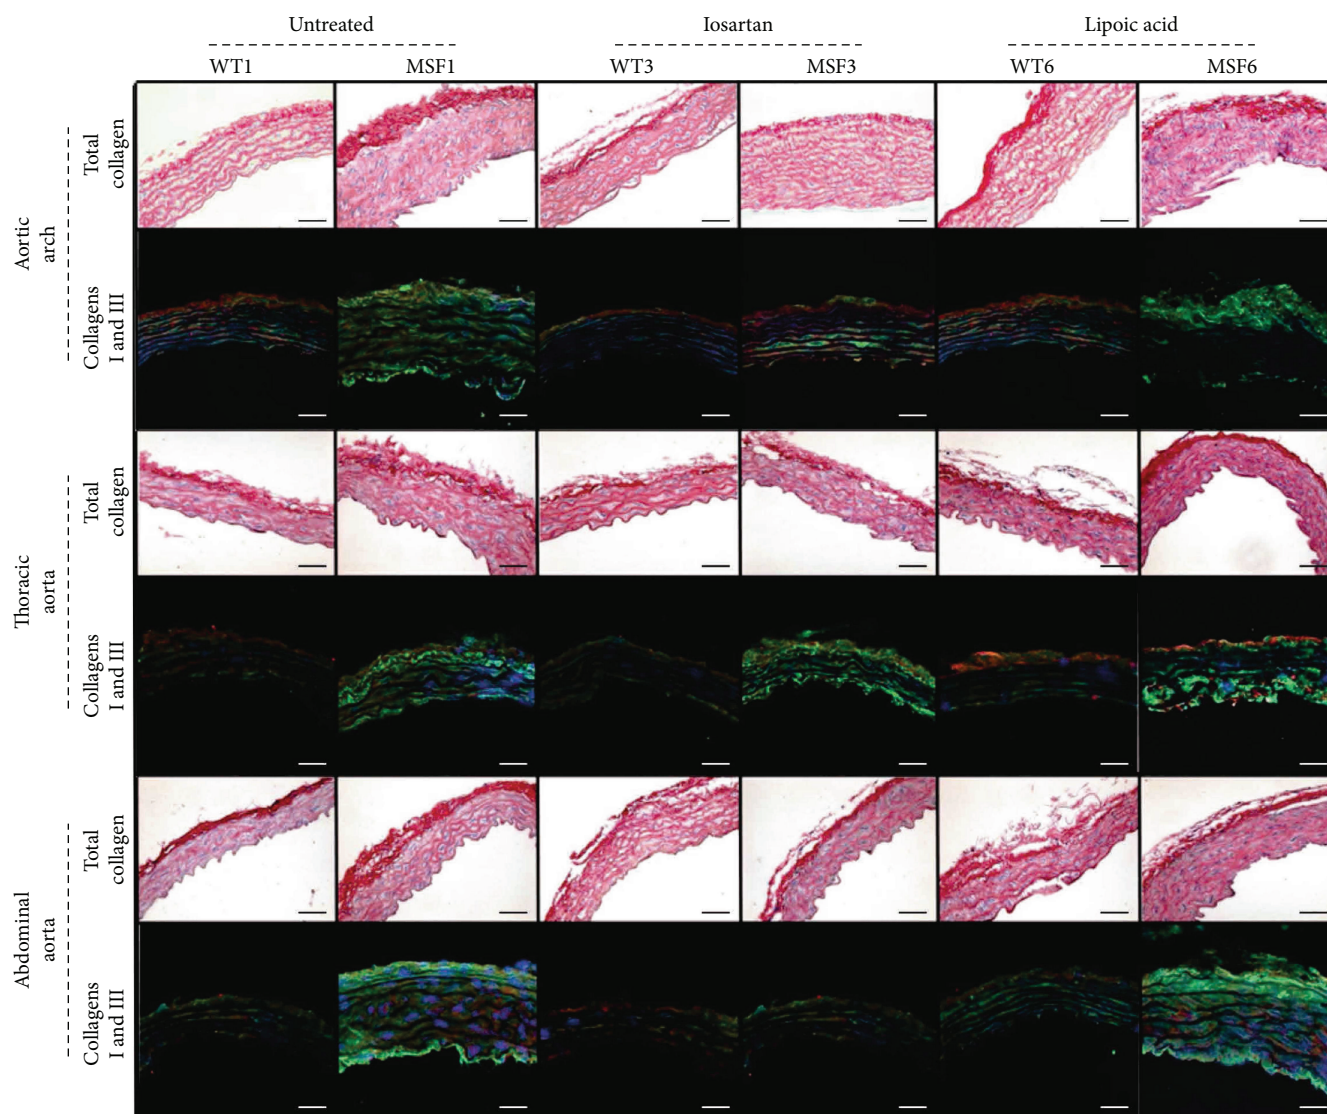 Untreated
Iosartan
Lipoic acid
WT1
MSF1
WT3
MSF3
WT6
MSF6
Aortic
arch
Total
collagen
Collagens
I and III
Thoracic
aorta
Total
collagen
Collagens
I and III
Abdominal
aorta
Total
collagen
Collagens
I and III